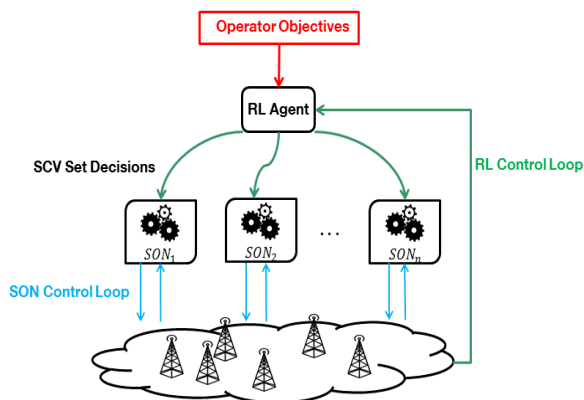 Operator Objectives
RL Agent
SCV Set Decisions
RL Control Loop
SON₁
SON₂
...
SONₙ
SON Control Loop